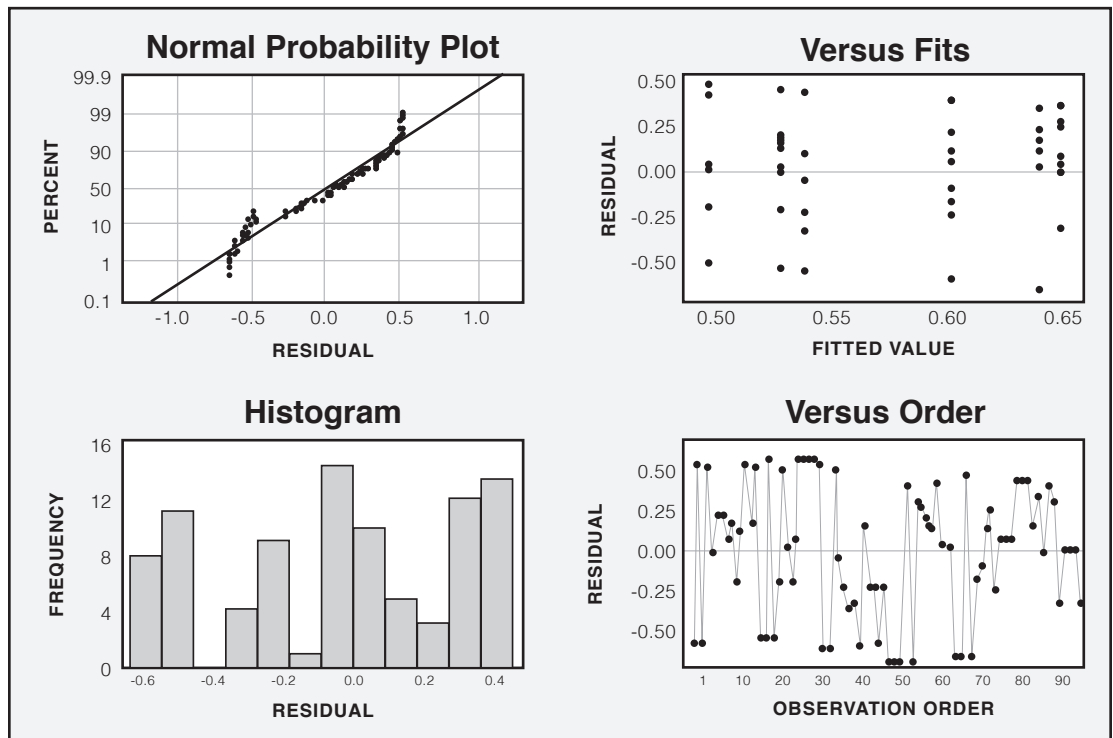 Normal Probability Plot
99.9
99
90
50
10
1
0.1
PERCENT
-1.0 -0.5 0.0 0.5 1.0
RESIDUAL
Versus Fits
0.50
0.25
0.00
-0.25
-0.50
RESIDUAL
0.50 0.55 0.60 0.65
FITTED VALUE
Histogram
16
12
8
4
0
FREQUENCY
-0.6 -0.4 -0.2 0.0 0.2 0.4
RESIDUAL
Versus Order
0.50
0.25
0.00
-0.25
-0.50
RESIDUAL
1 10 20 30 40 50 60 70 80 90
OBSERVATION ORDER